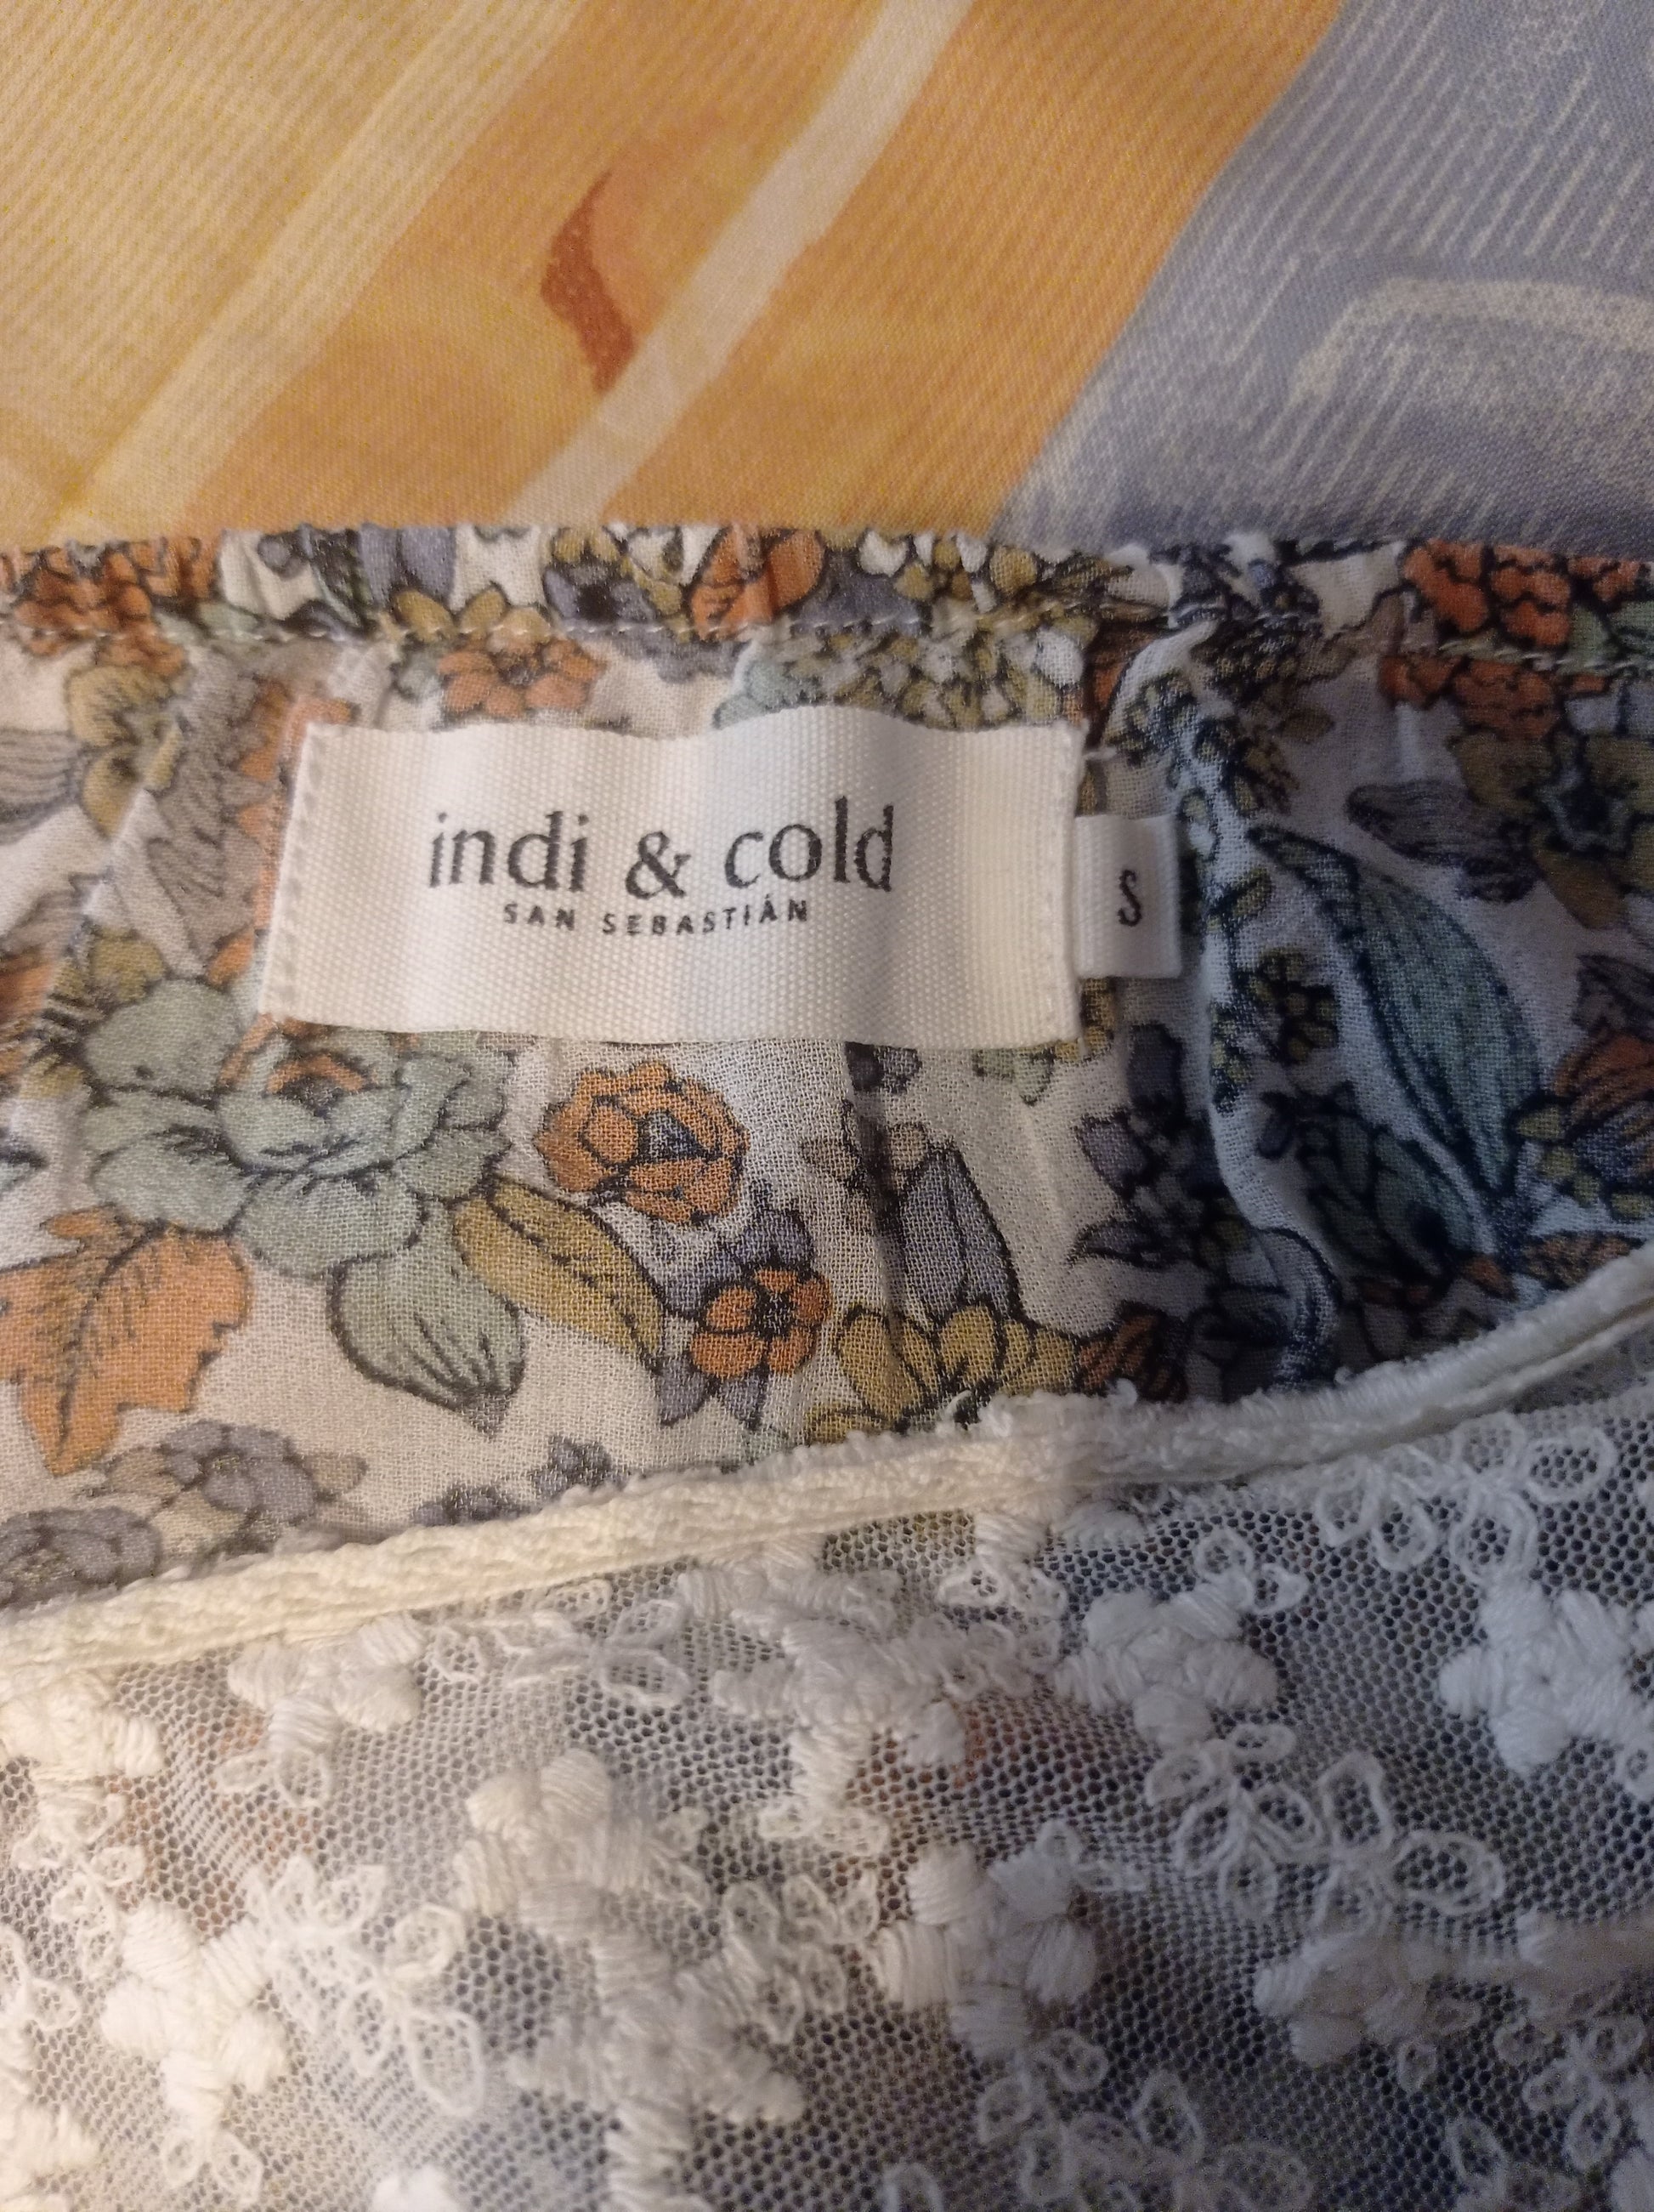 indi & cold
SAN SEBASTIÁN
S